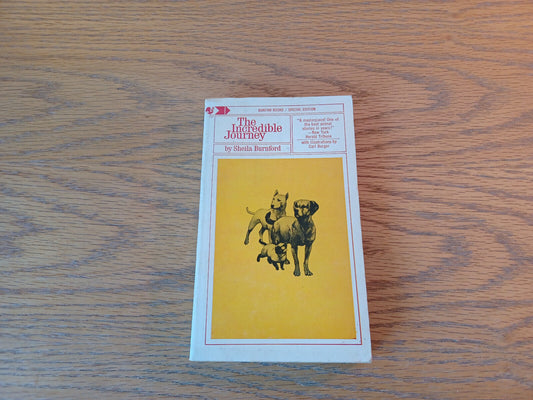 BANTAM BOOKS / SPECIAL EDITION
The
Incredible
Journey
by Sheila Burnford
"A masterpiece! One of
the best animal
stories in years!"
—New York
Herald Tribune
with illustrations by
Carl Burger